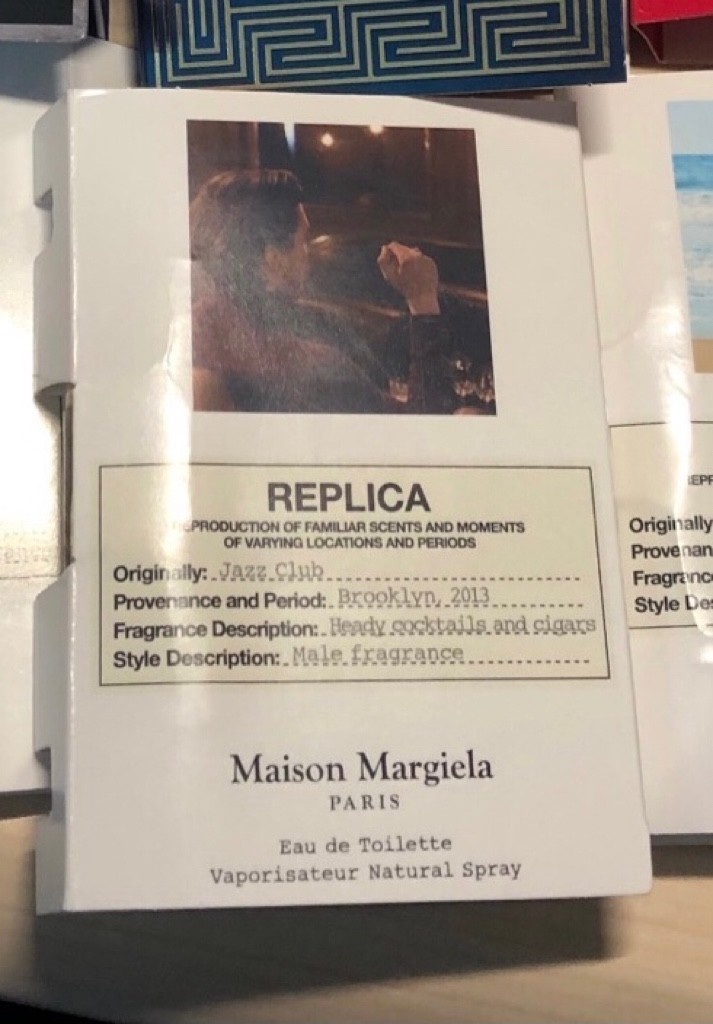 REPLICA
REPRODUCTION OF FAMILIAR SCENTS AND MOMENTS
OF VARYING LOCATIONS AND PERIODS
Originally: Jazz Club
Provenance and Period: Brooklyn, 2013
Fragrance Description: Heady cocktails and cigars
Style Description: Male fragrance
Maison Margiela
PARIS
Eau de Toilette
Vaporisateur Natural Spray
Originally
Provenan
Fragranc
Style Des